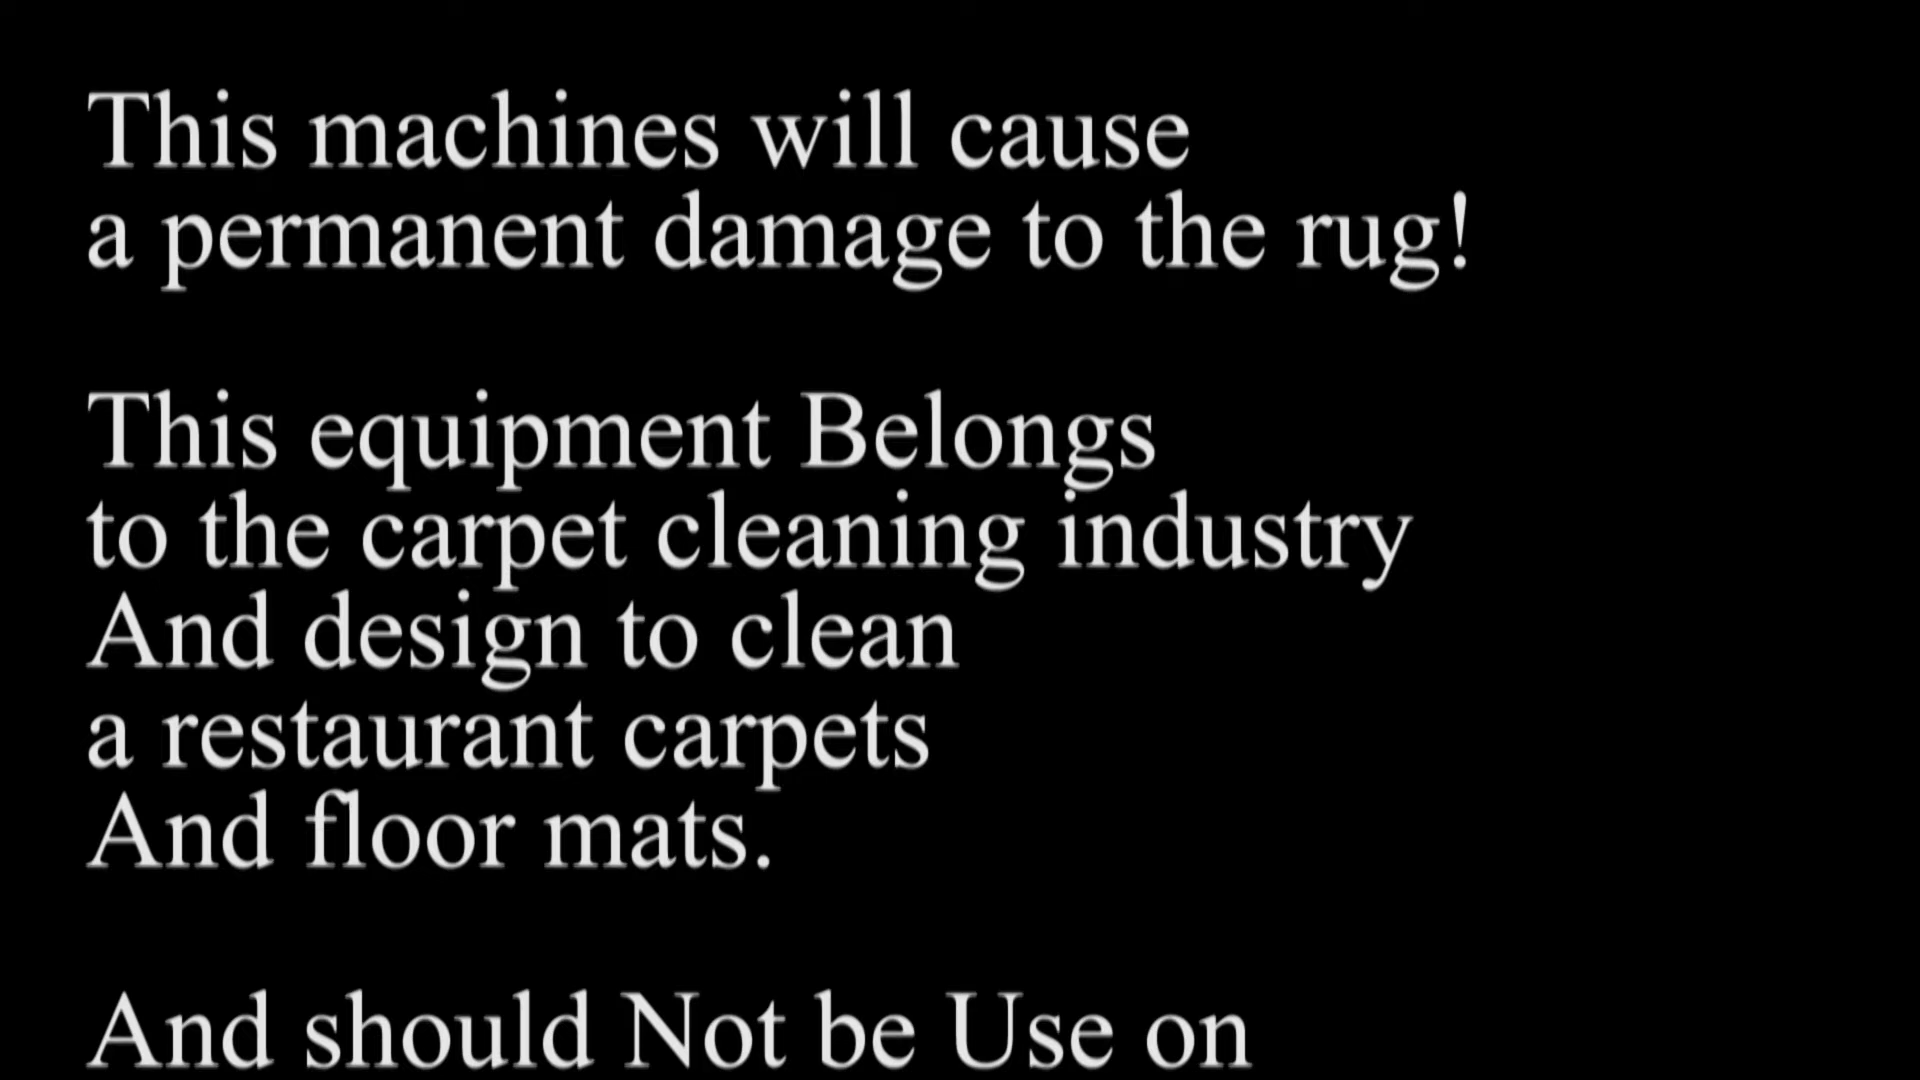 This machines will cause
a permanent damage to the rug!
This equipment Belongs
to the carpet cleaning industry
And design to clean
a restaurant carpets
And floor mats.
And should Not be Use on